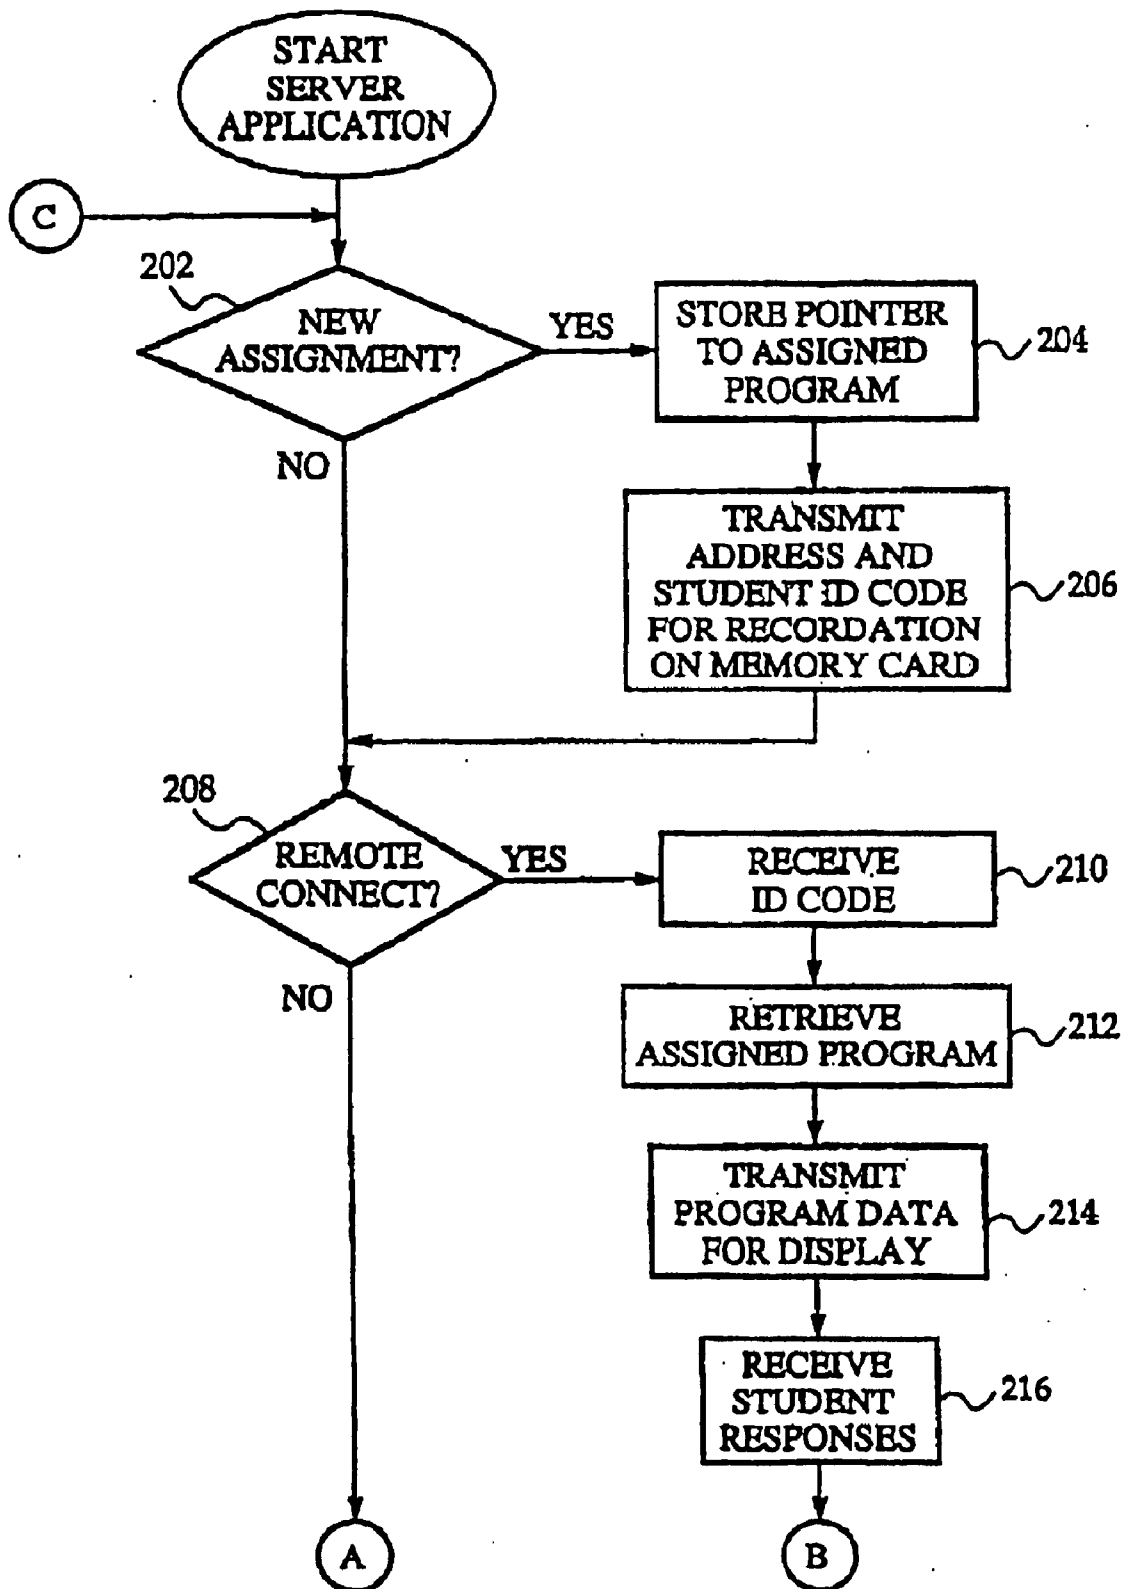 START
SERVER
APPLICATION
C
202
NEW
ASSIGNMENT?
YES
STORE POINTER
TO ASSIGNED
PROGRAM
204
NO
TRANSMIT
ADDRESS AND
STUDENT ID CODE
FOR RECORDATION
ON MEMORY CARD
206
208
REMOTE
CONNECT?
YES
RECEIVE
ID CODE
210
NO
RETRIEVE
ASSIGNED PROGRAM
212
TRANSMIT
PROGRAM DATA
FOR DISPLAY
214
RECEIVE
STUDENT
RESPONSES
216
A
B